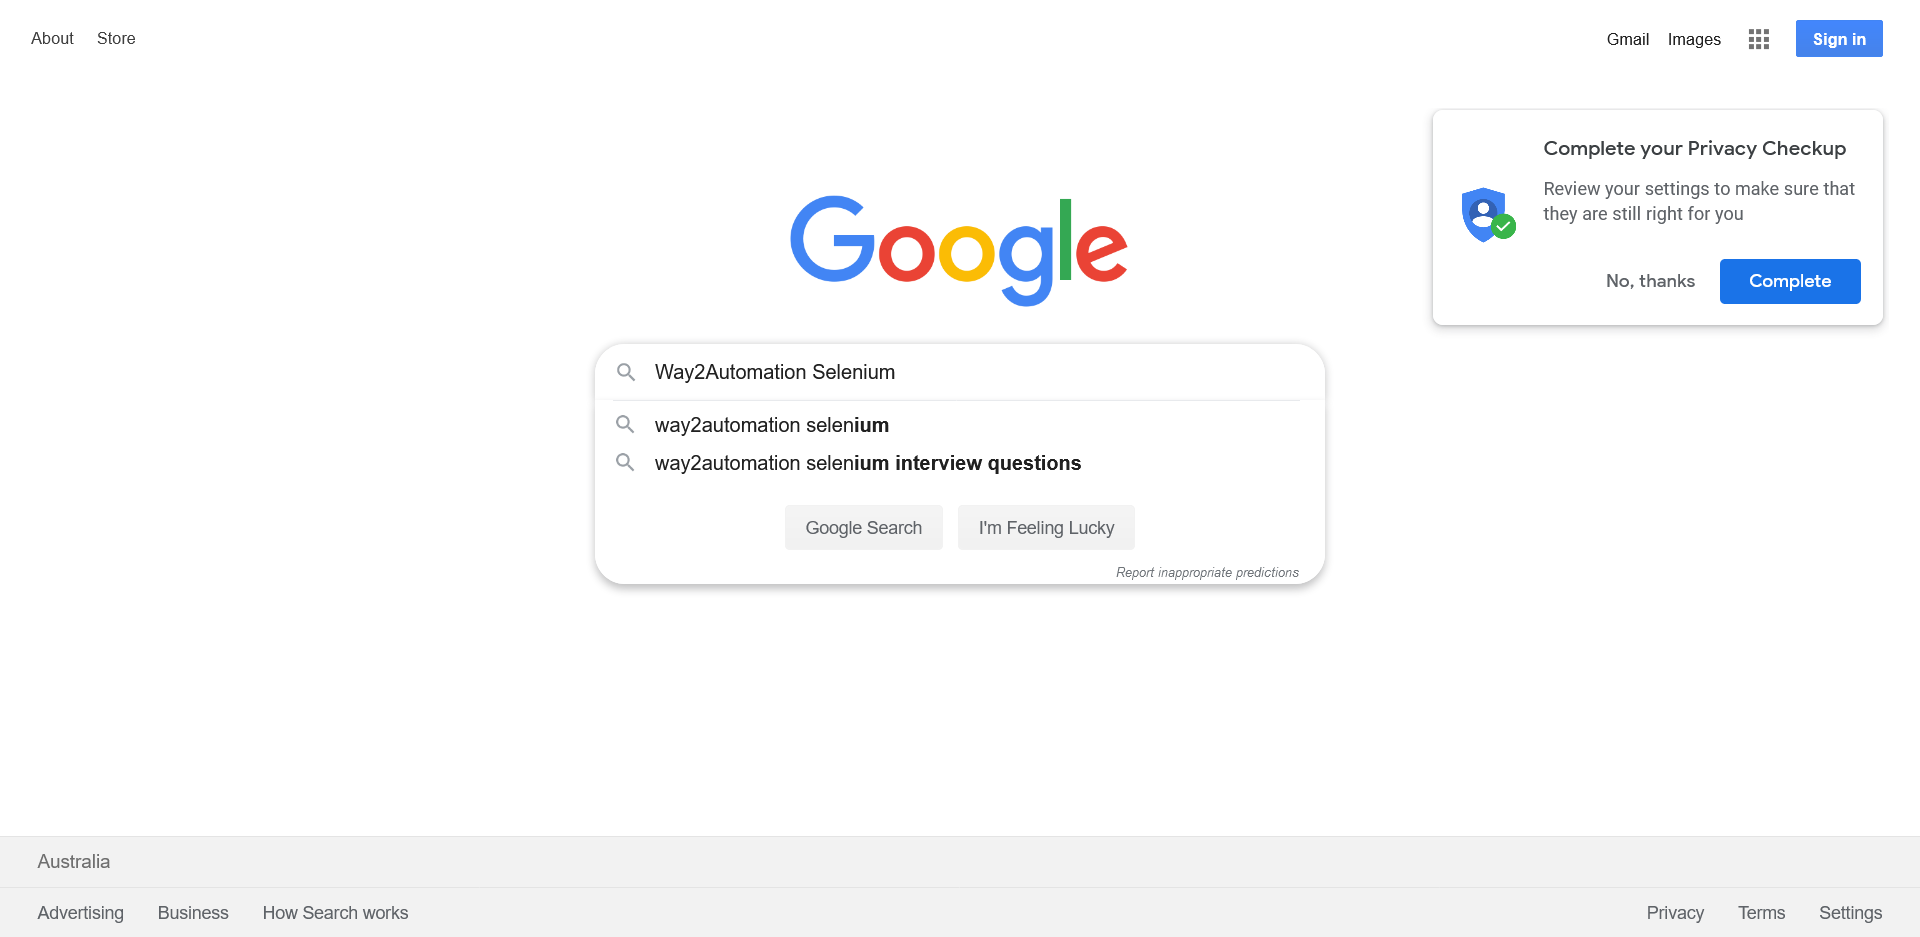 About Store
Gmail Images Sign in
Complete your Privacy Checkup
Review your settings to make sure that
they are still right for you
No, thanks Complete
Google
Way2Automation Selenium
way2automation selenium
way2automation selenium interview questions
Google Search I'm Feeling Lucky
Report inappropriate predictions
Australia
Advertising Business How Search works
Privacy Terms Settings